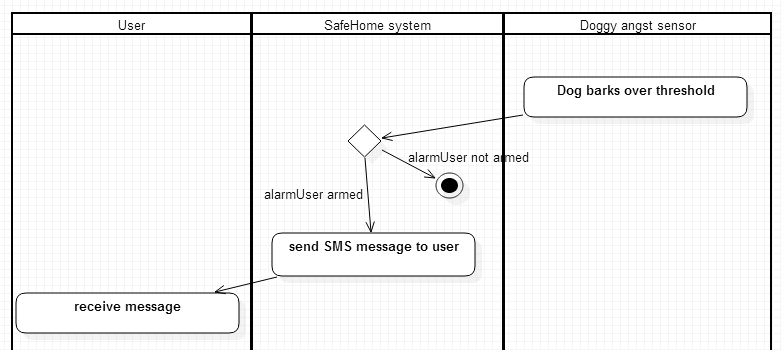 User
SafeHome system
Doggy angst sensor
Dog barks over threshold
alarmUser not armed
alarmUser armed
send SMS message to user
receive message